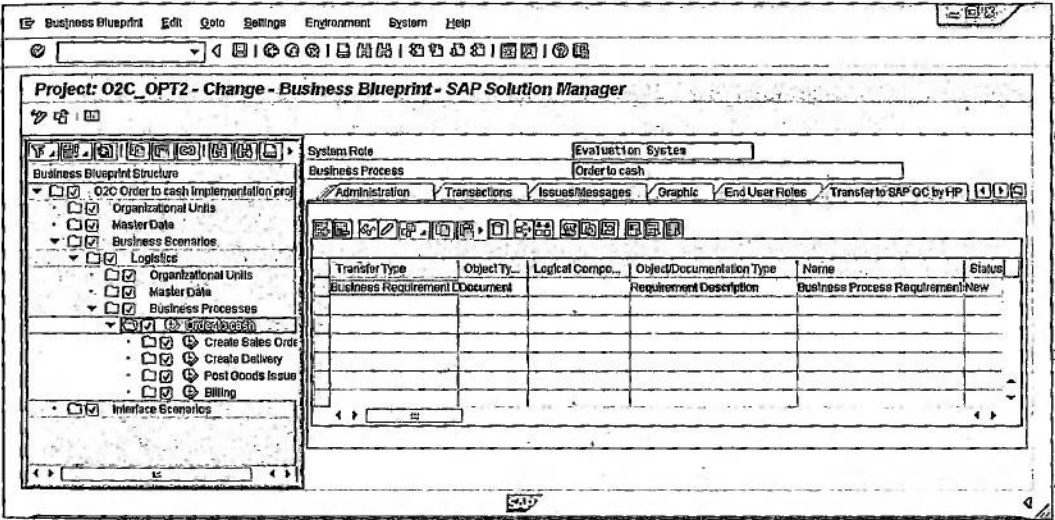 Business Blueprint Edit Goto Settings Environment System Help
Project: O2C_OPT2 - Change - Business Blueprint - SAP Solution Manager
System Role Evaluation System
Business Process Order to cash
Administration Transactions Issues/Messages Graphic End User Roles Transfer to SAP QC by HP
Business Blueprint Structure
O2C Order to cash Implementation proj
Organizational Units
Master Data
Business Scenarios
Logistics
Organizational Units
Master Data
Business Processes
Order to cash
Create Sales Orde
Create Delivery
Post Goods Issue
Billing
Interface Scenarios
Transfer Type Object Ty... Logical Compo... Object/Documentation Type Name Status
Business Requirement D Document Requirement Description Business Process Requirement New
SAP